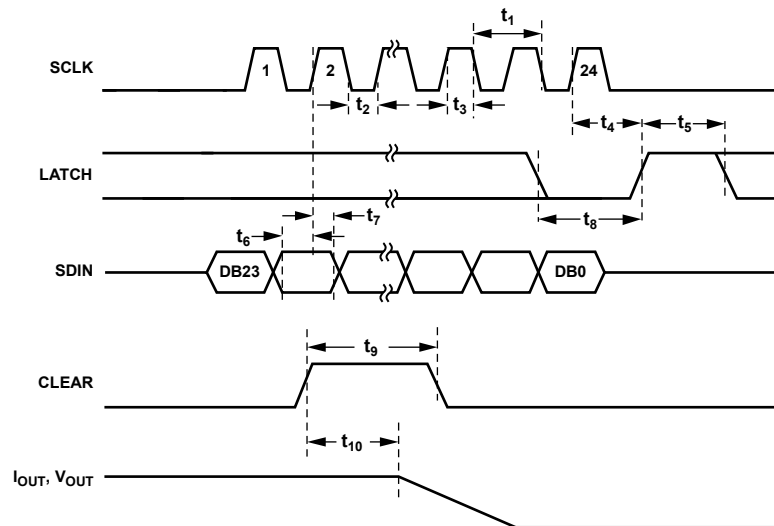 t1
SCLK 1 2 24
t2 t3 t4 t5
LATCH
t8
t7
t6
SDIN DB23 DB0
t9
CLEAR
t10
IOUT, VOUT